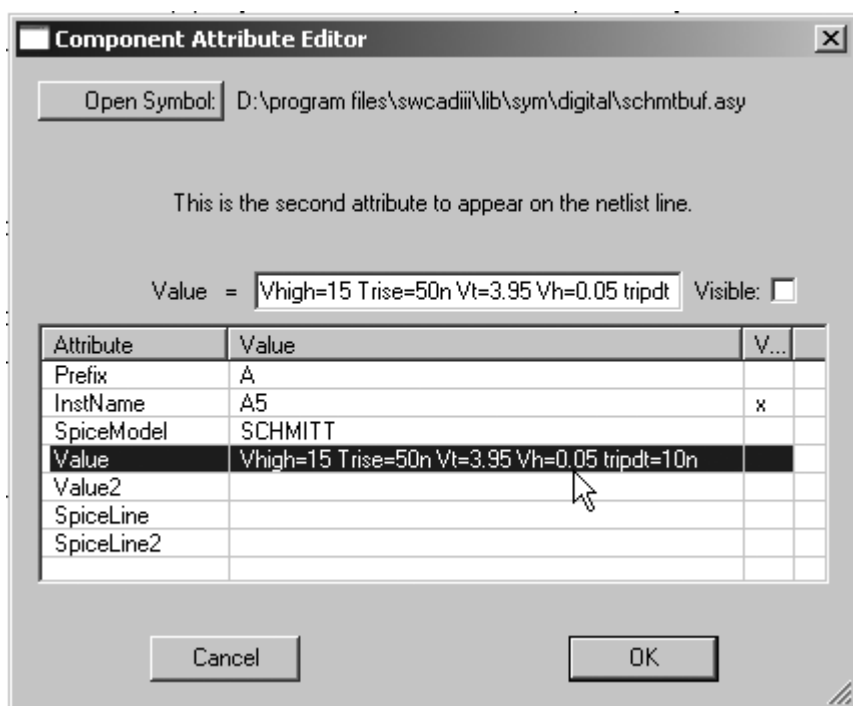 Component Attribute Editor
Open Symbol: D:\program files\swcadiii\lib\sym\digital\schmtbuf.asy
This is the second attribute to appear on the netlist line.
Value = Vhigh=15 Trise=50n Vt=3.95 Vh=0.05 tripdt Visible:
Attribute Value V...
Prefix A
InstName A5 x
SpiceModel SCHMITT
Value Vhigh=15 Trise=50n Vt=3.95 Vh=0.05 tripdt=10n
Value2
SpiceLine
SpiceLine2
Cancel OK